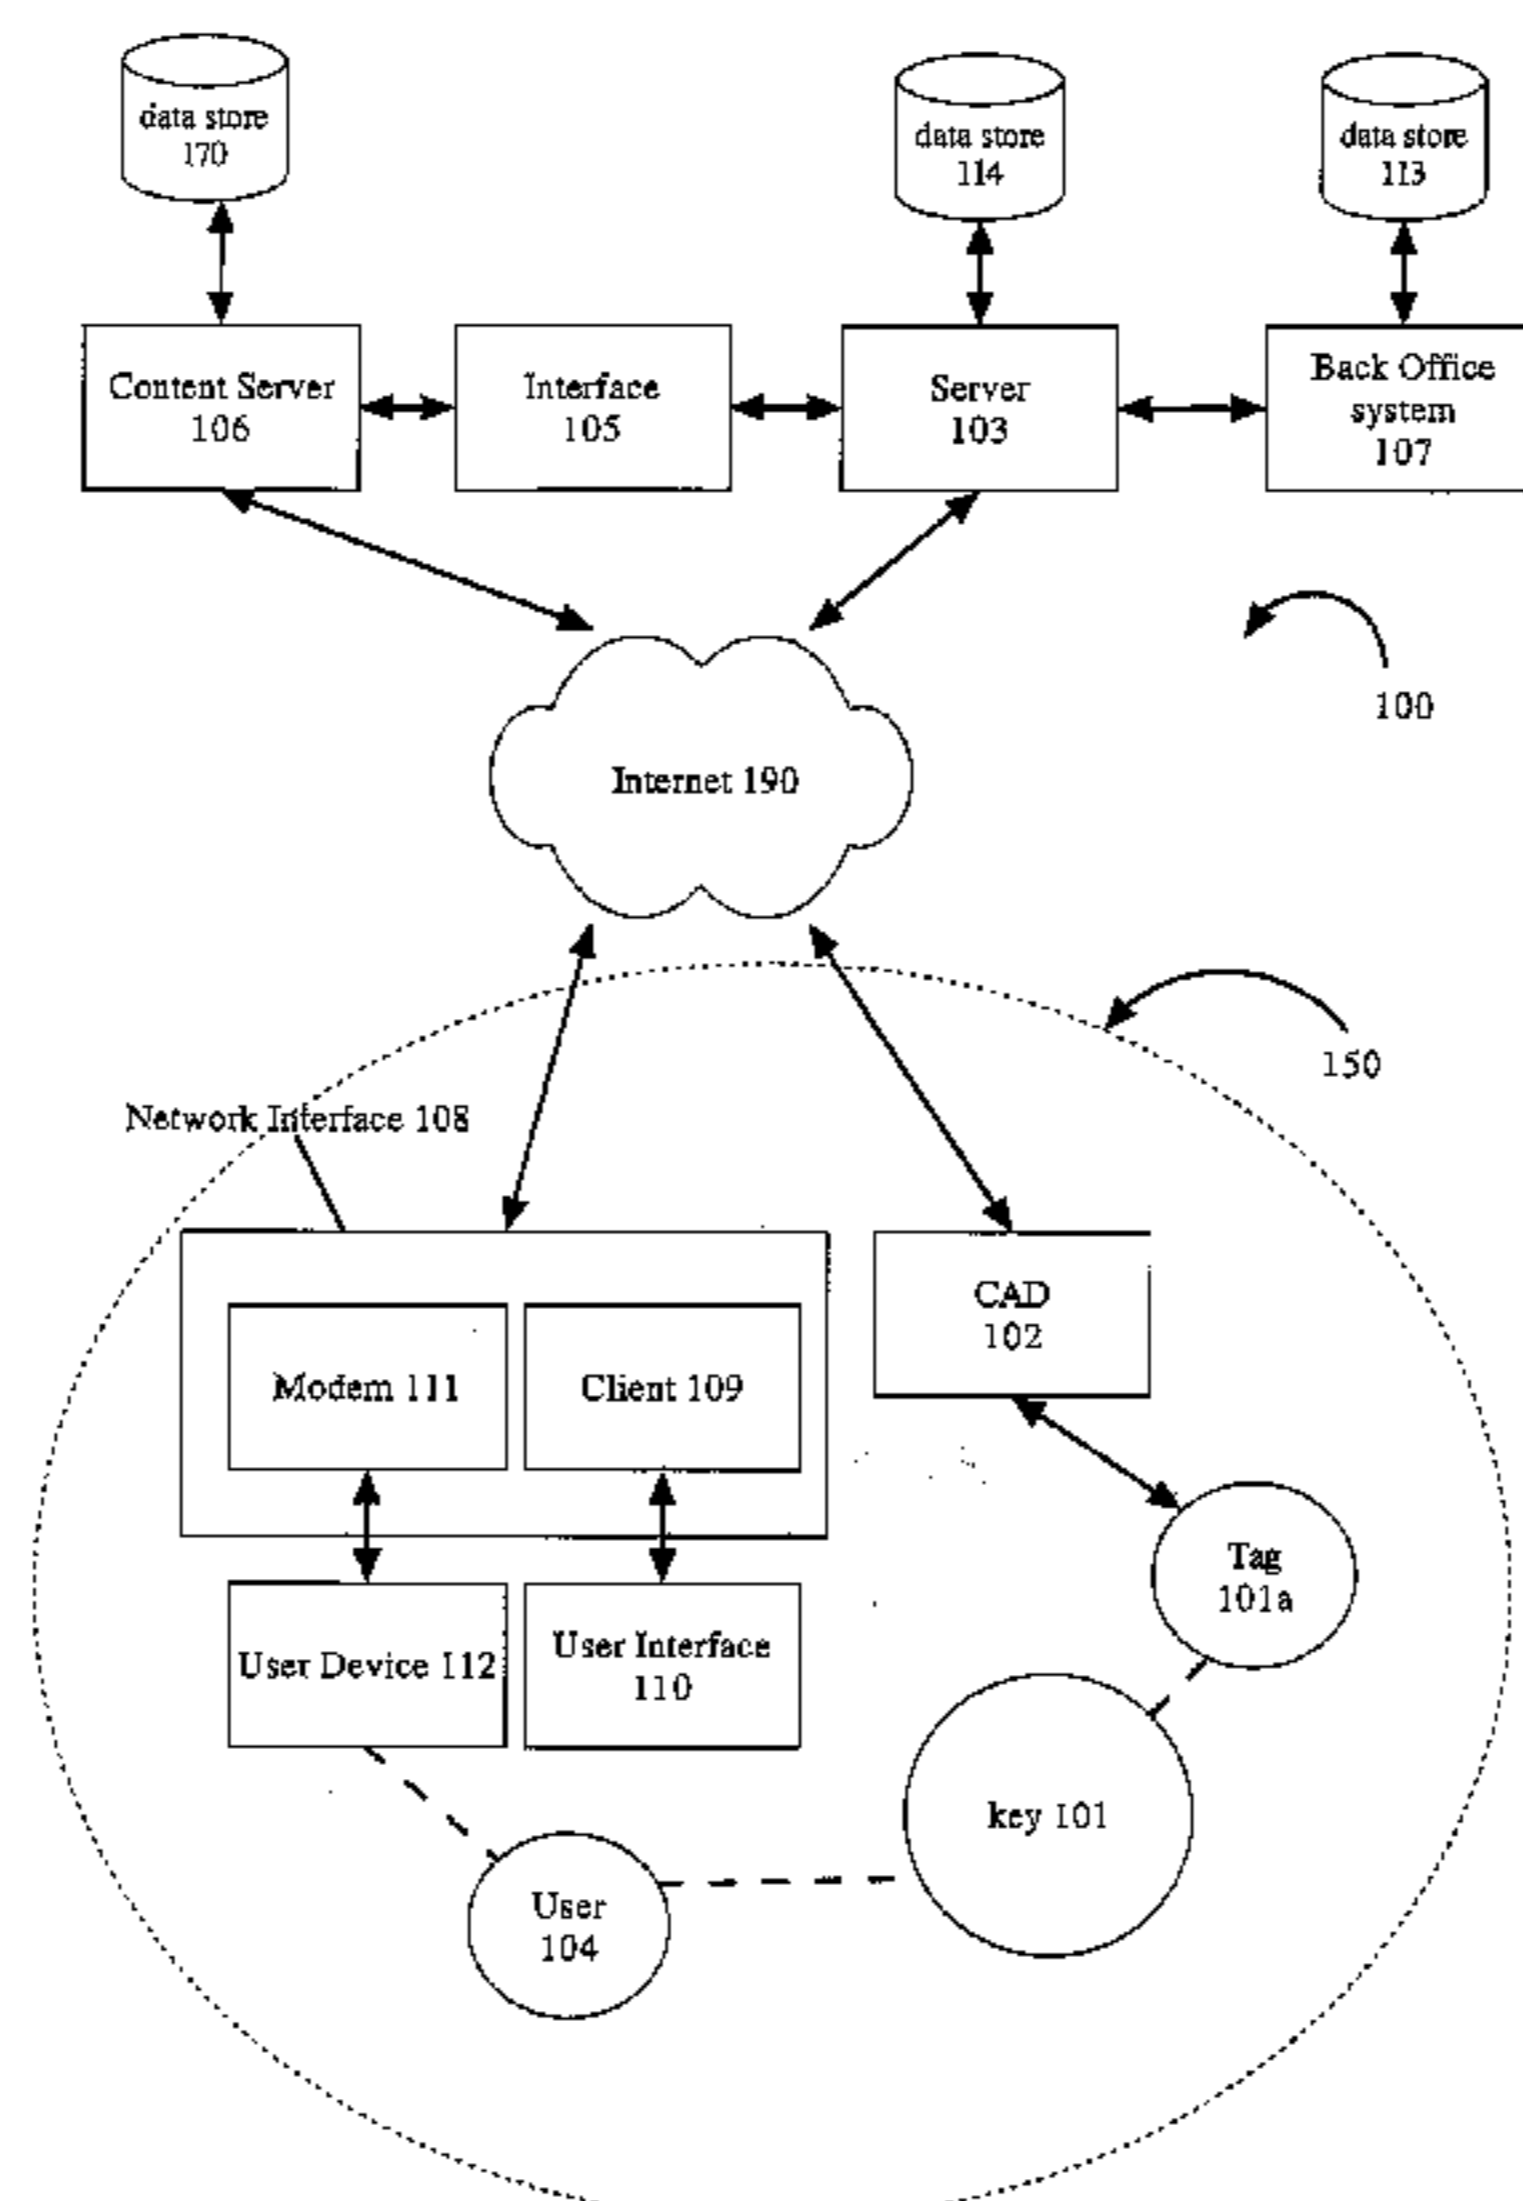 data store
170
data store
114
data store
113
Content Server
106
Interface
105
Server
103
Back Office
system
107
100
Internet 190
150
Network Interface 108
CAD
102
Modem 111
Client 109
Tag
101a
User Device 112
User Interface
110
key 101
User
104